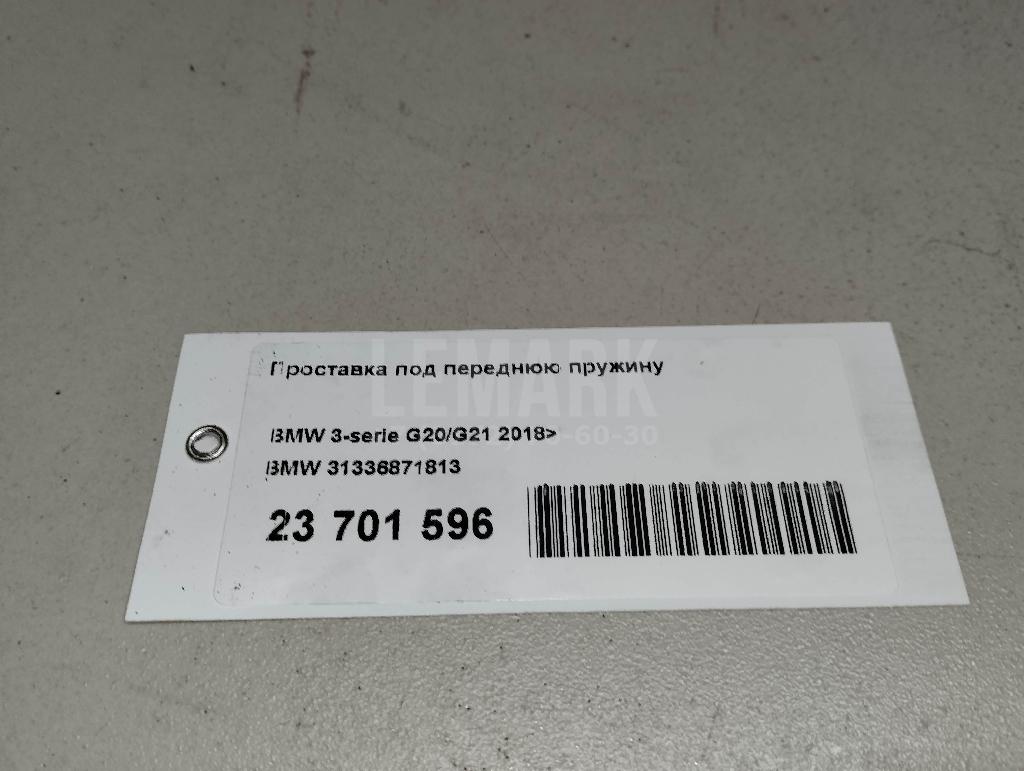 Проставка под переднюю пружину
LEMARK
BMW 3-serie G20/G21 2018>
-60-30
BMW 31336871813
23 701 596